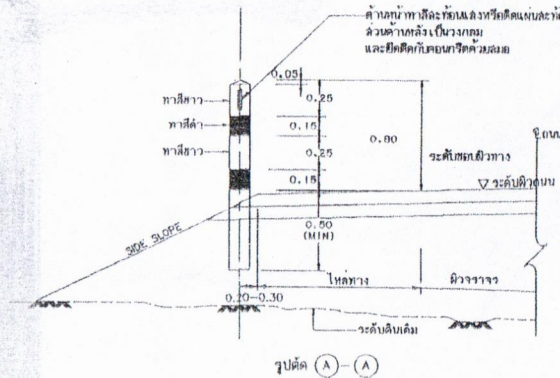 ด้านหน้าทาสีสะท้อนแสงหรือติดแผ่นสะท้อน
ส่วนด้านหลังเป็นวงกลม
และยึดติดกับคอนกรีตด้วยสมอ
0.05
ทาสีขาว
0.25
ทาสีดำ
0.15
0.80
ทาสีขาว
0.25
ระดับขอบผิวทาง
0.15
ระดับผิวถนน
SIDE SLOPE
0.50
(MIN)
ไหล่ทาง
ผิวจราจร
0.20-0.30
ระดับดินเดิม
รูปตัด A - A